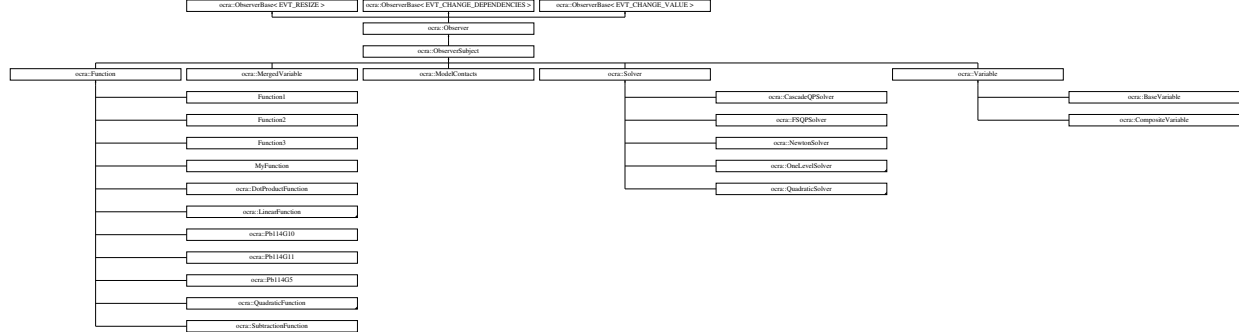 ocra::ObserverBase< EVT_RESIZE >
ocra::ObserverBase< EVT_CHANGE_DEPENDENCIES >
ocra::ObserverBase< EVT_CHANGE_VALUE >
ocra::Observer
ocra::ObserverSubject
ocra::Function
ocra::MergedVariable
ocra::ModelContacts
ocra::Solver
ocra::Variable
Function1
ocra::CascadeQPSolver
ocra::BaseVariable
Function2
ocra::FSQPSolver
ocra::CompositeVariable
Function3
ocra::NewtonSolver
MyFunction
ocra::OneLevelSolver
ocra::DotProductFunction
ocra::QuadraticSolver
ocra::LinearFunction
ocra::Pb114G10
ocra::Pb114G11
ocra::Pb114G5
ocra::QuadraticFunction
ocra::SubtractionFunction